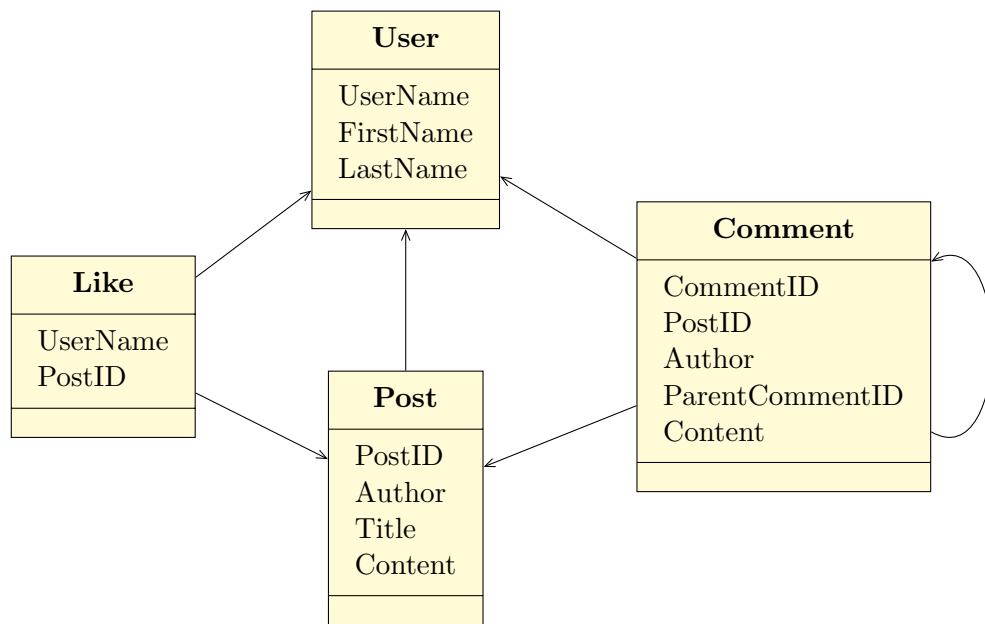 User
UserName
FirstName
LastName
Like
UserName
PostID
Post
PostID
Author
Title
Content
Comment
CommentID
PostID
Author
ParentCommentID
Content